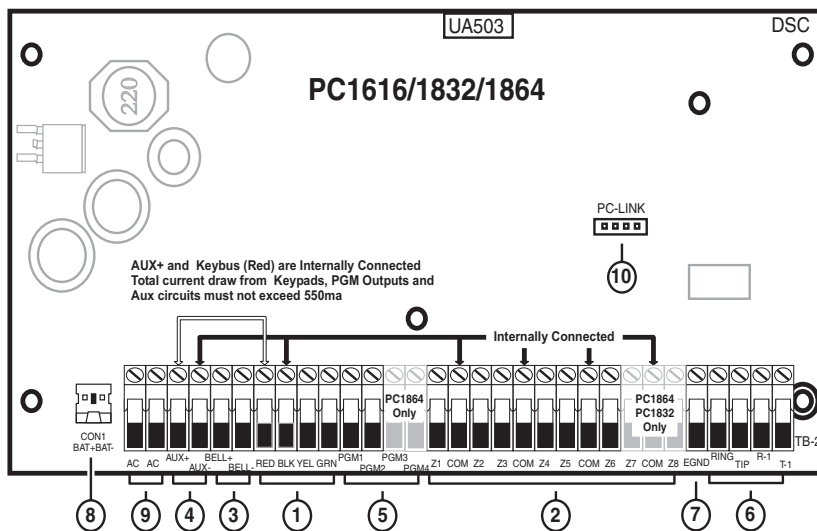 UA503
DSC
PC1616/1832/1864
220
PC-LINK
10
AUX+ and Keybus (Red) are Internally Connected
Total current draw from Keypads, PGM Outputs and
Aux circuits must not exceed 550ma
Internally Connected
PC1864
Only
PC1864
PC1832
Only
CON1
BAT+BAT-
TB-2
AC AC AUX+ AUX- BELL+ BELL- RED BLK YEL GRN PGM1 PGM2 PGM3 PGM4 Z1 COM Z2 Z3 COM Z4 Z5 COM Z6 Z7 COM Z8 EGND RING TIP R-1 T-1
8 9 4 3 1 5 2 7 6